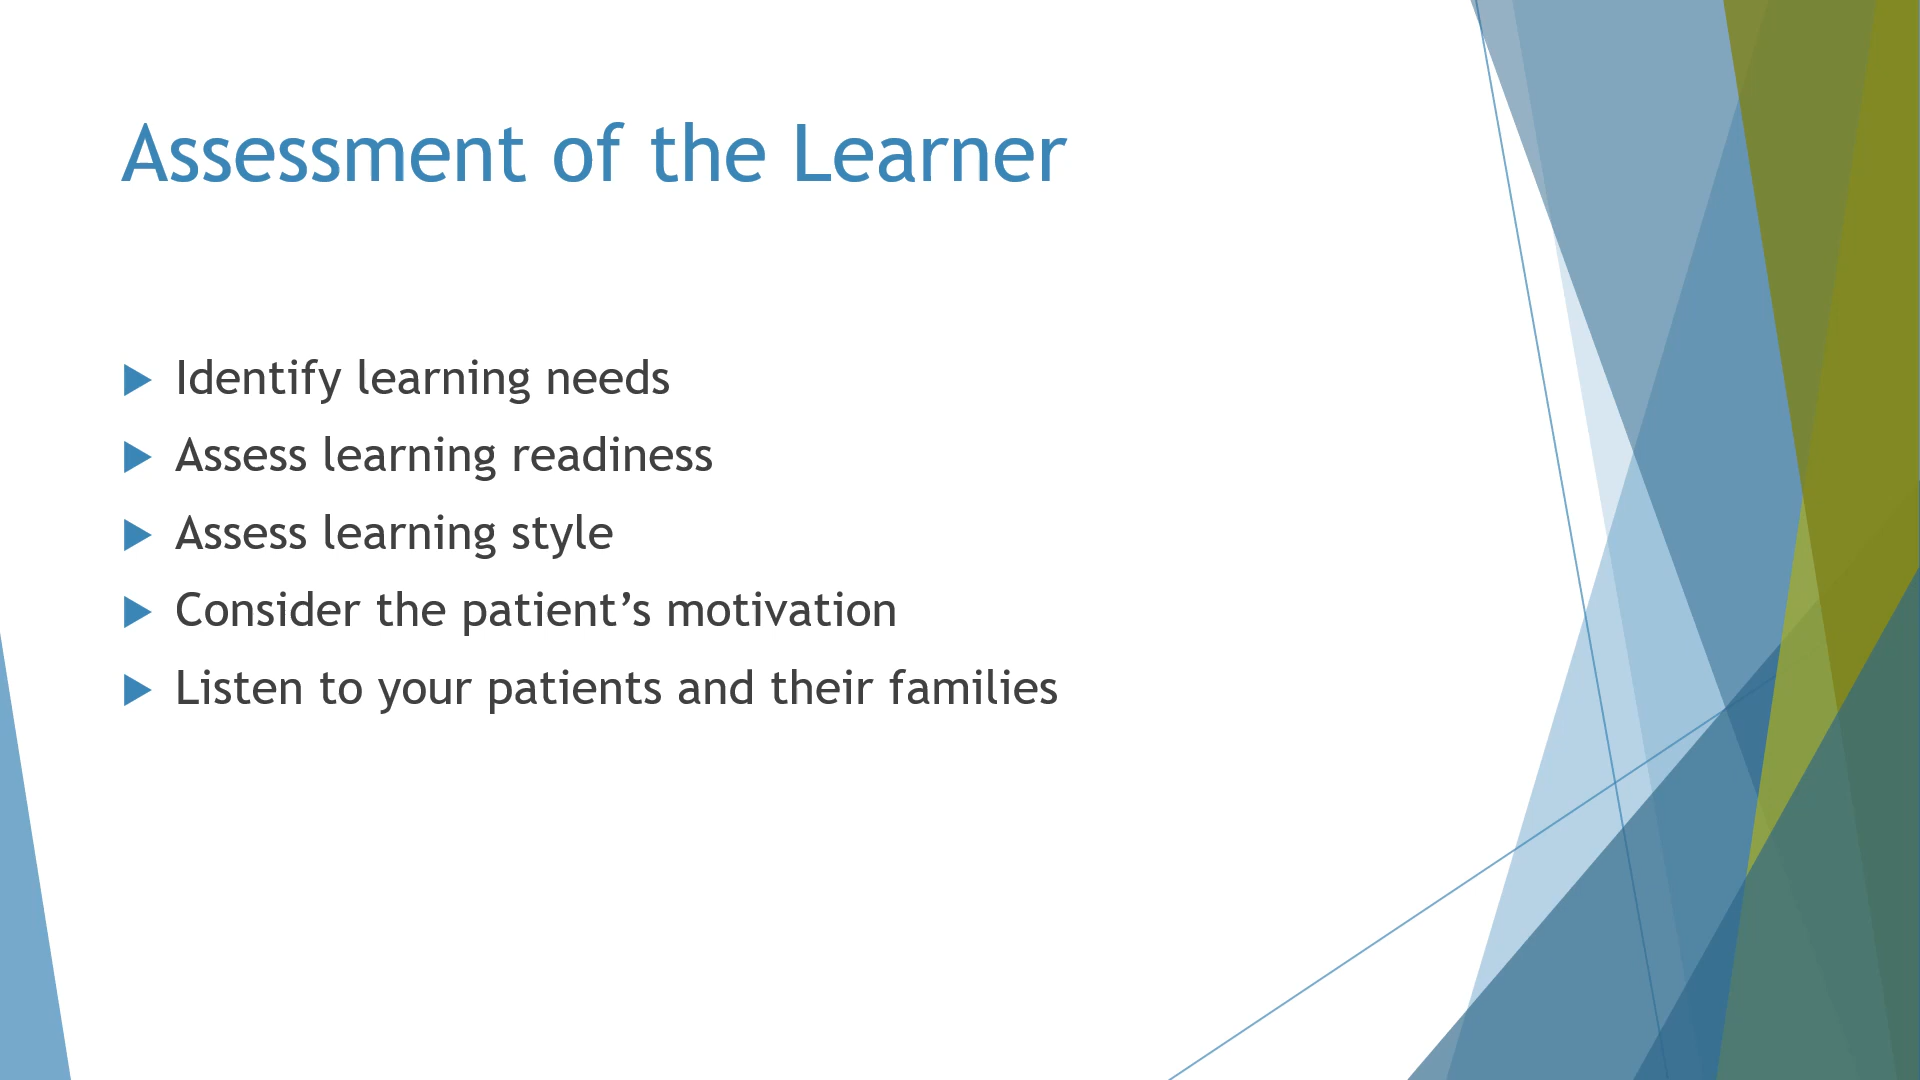 Assessment of the Learner
Identify learning needs
Assess learning readiness
Assess learning style
Consider the patient’s motivation
Listen to your patients and their families